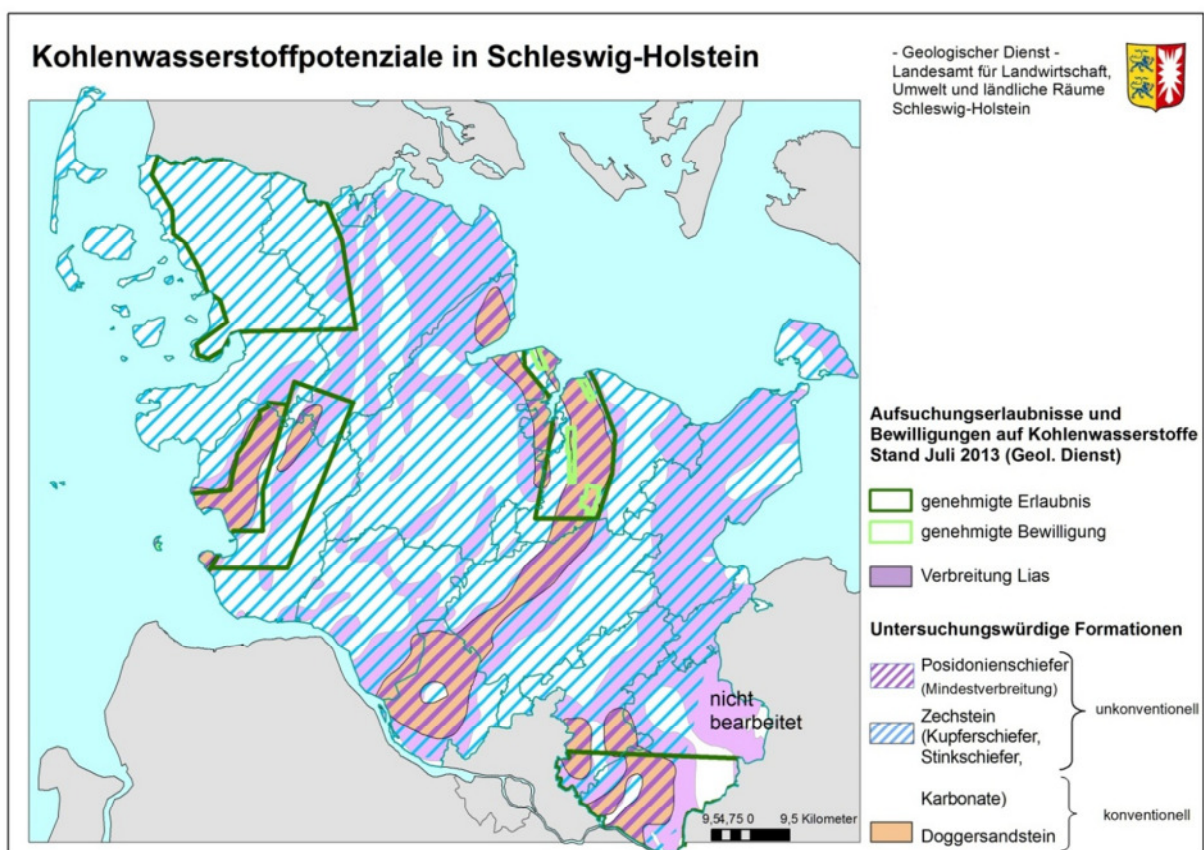 Kohlenwasserstoffpotenziale in Schleswig-Holstein
- Geologischer Dienst -
Landesamt für Landwirtschaft,
Umwelt und ländliche Räume
Schleswig-Holstein
Aufsuchungserlaubnisse und
Bewilligungen auf Kohlenwasserstoffe
Stand Juli 2013 (Geol. Dienst)
genehmigte Erlaubnis
genehmigte Bewilligung
Verbreitung Lias
Untersuchungswürdige Formationen
Posidonienschiefer
(Mindestverbreitung)
unkonventionell
Zechstein
(Kupferschiefer,
Stinkschiefer,
Karbonate)
konventionell
Doggersandstein
nicht
bearbeitet
9,54,75 0 9,5 Kilometer